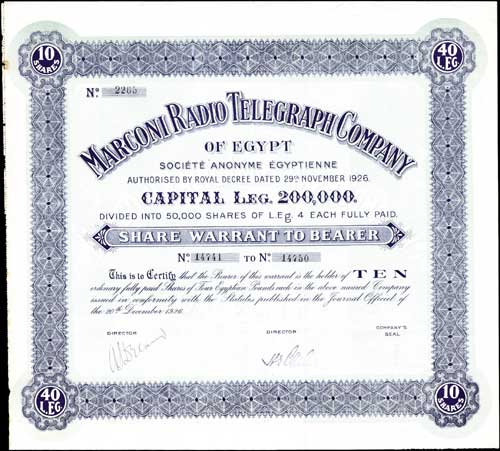 10 SHARES
40 LEG
Nº 2265
MARCONI RADIO TELEGRAPH COMPANY
OF EGYPT
SOCIÉTÉ ANONYME ÉGYPTIENNE
AUTHORISED BY ROYAL DECREE DATED 29TH NOVEMBER 1926.
CAPITAL LEG. 200,000.
DIVIDED INTO 50,000 SHARES OF L.Eg. 4 EACH FULLY PAID.
SHARE WARRANT TO BEARER
Nº 14741 TO Nº 14750
This is to Certify that the Bearer of this warrant is the holder of TEN
ordinary fully paid Shares of Four Egyptian Pounds each in the above named Company
issued in conformity with the Statutes published in the Journal Officiel of
the 20th December 1926.
DIRECTOR
DIRECTOR
COMPANY'S
SEAL
40 LEG
10 SHARES